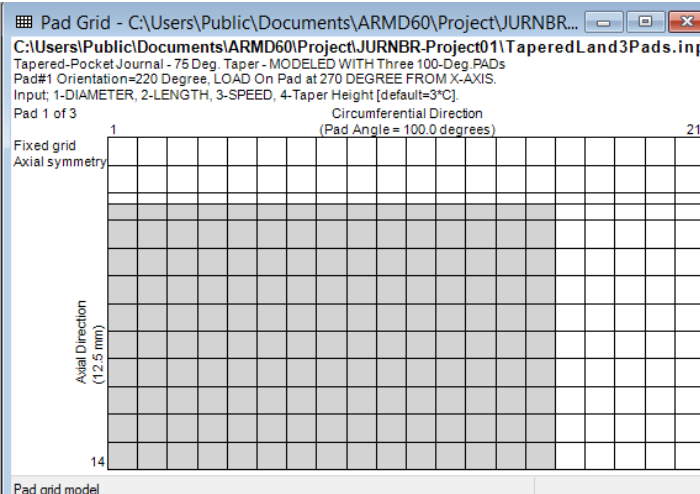 Pad Grid - C:\Users\Public\Documents\ARMD60\Project\JURNBR...
C:\Users\Public\Documents\ARMD60\Project\JURNBR-Project01\TaperedLand3Pads.inp
Tapered-Pocket Journal - 75 Deg. Taper - MODELED WITH Three 100-Deg.PADs
Pad#1 Orientation=220 Degree, LOAD On Pad at 270 DEGREE FROM X-AXIS.
Input; 1-DIAMETER, 2-LENGTH, 3-SPEED, 4-Taper Height [default=3*C].
Pad 1 of 3
Circumferential Direction
1
(Pad Angle = 100.0 degrees)
21
Fixed grid
Axial symmetry
Axial Direction
(12.5 mm)
14
Pad grid model